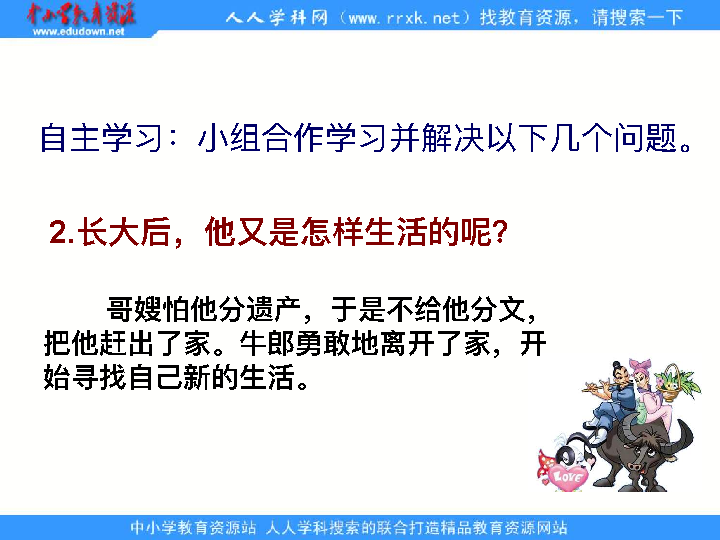 中小学教育资源
www.edudown.net
人人学科网（www.rrxk.net）找教育资源，请搜索一下
自主学习：小组合作学习并解决以下几个问题。
2.长大后，他又是怎样生活的呢?
哥嫂怕他分遗产，于是不给他分文，
把他赶出了家。牛郎勇敢地离开了家，开
始寻找自己新的生活。
LOVE
中小学教育资源站 人人学科搜索的联合打造精品教育资源网站